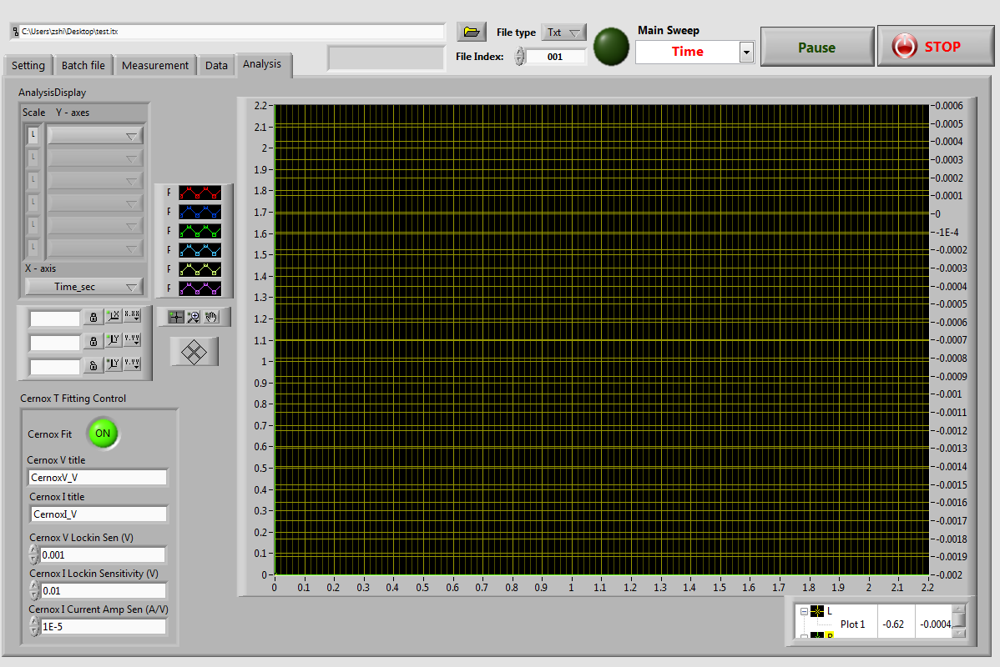 C:\Users\zshi\Desktop\test.itx
File type Txt
File Index: 001
Main Sweep
Time
Pause
STOP
Setting Batch file Measurement Data Analysis
AnalysisDisplay
Scale Y - axes
L
L
L
L
L
L
X - axis
Time_sec
X.XX
Y.YY
Y.YY
Cernox T Fitting Control
Cernox Fit ON
Cernox V title
CernoxV_V
Cernox I title
CernoxI_V
Cernox V Lockin Sen (V)
0.001
Cernox I Lockin Sensitivity (V)
0.01
Cernox I Current Amp Sen (A/V)
1E-5
2.2
2.1
2
1.9
1.8
1.7
1.6
1.5
1.4
1.3
1.2
1.1
1
0.9
0.8
0.7
0.6
0.5
0.4
0.3
0.2
0.1
0
0 0.1 0.2 0.3 0.4 0.5 0.6 0.7 0.8 0.9 1 1.1 1.2 1.3 1.4 1.5 1.6 1.7 1.8 1.9 2 2.1 2.2
-0.0006
-0.0005
-0.0004
-0.0003
-0.0002
-0.0001
-0
-1E-4
-0.0002
-0.0003
-0.0004
-0.0005
-0.0006
-0.0007
-0.0008
-0.0009
-0.001
-0.0011
-0.0012
-0.0013
-0.0014
-0.0015
-0.0016
-0.0017
-0.0018
-0.0019
-0.002
L
Plot 1 -0.62 -0.0004